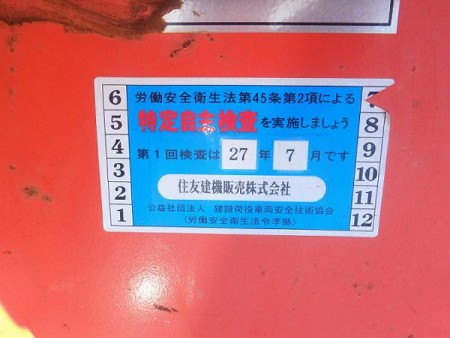 労働安全衛生法第45条第2項による
特定自主検査を実施しましょう
第1回検査は 27 年 7 月です
住友建機販売株式会社
公益社団法人 建設荷役車両安全技術協会
(労働安全衛生法令準拠)
6
5
4
3
2
1
7
8
9
10
11
12